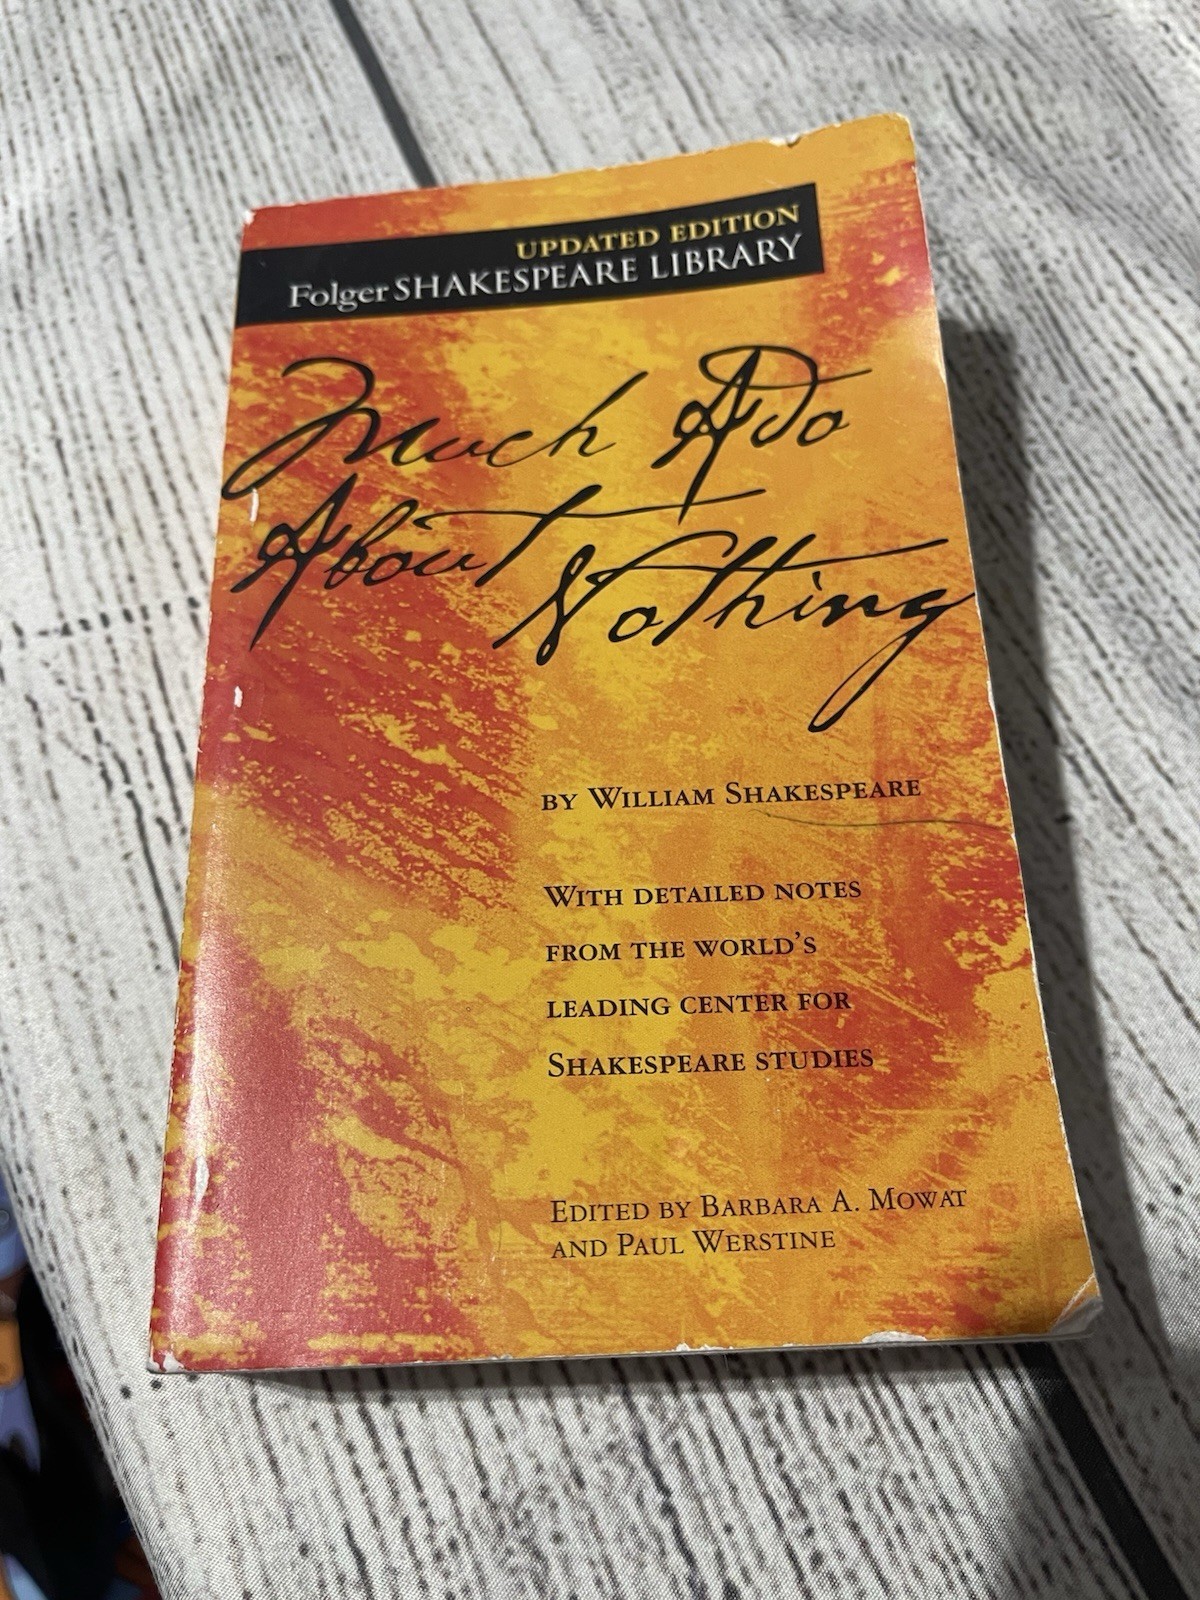 UPDATED EDITION
Folger SHAKESPEARE LIBRARY
Much Ado
About
Nothing
BY WILLIAM SHAKESPEARE
WITH DETAILED NOTES
FROM THE WORLD'S
LEADING CENTER FOR
SHAKESPEARE STUDIES
EDITED BY BARBARA A. MOWAT
AND PAUL WERSTINE